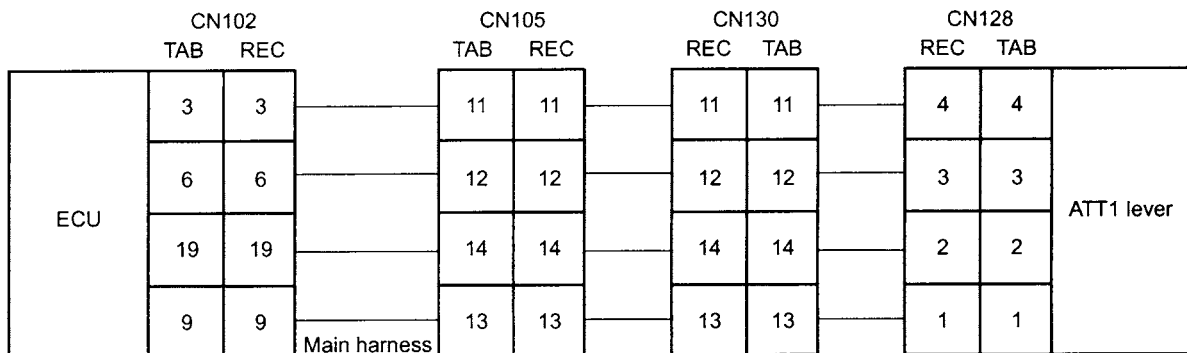 CN102 CN105 CN130 CN128
TAB REC TAB REC REC TAB REC TAB
3 3 11 11 11 11 4 4
6 6 12 12 12 12 3 3
ECU ATT1 lever
19 19 14 14 14 14 2 2
9 9 13 13 13 13 1 1
Main harness